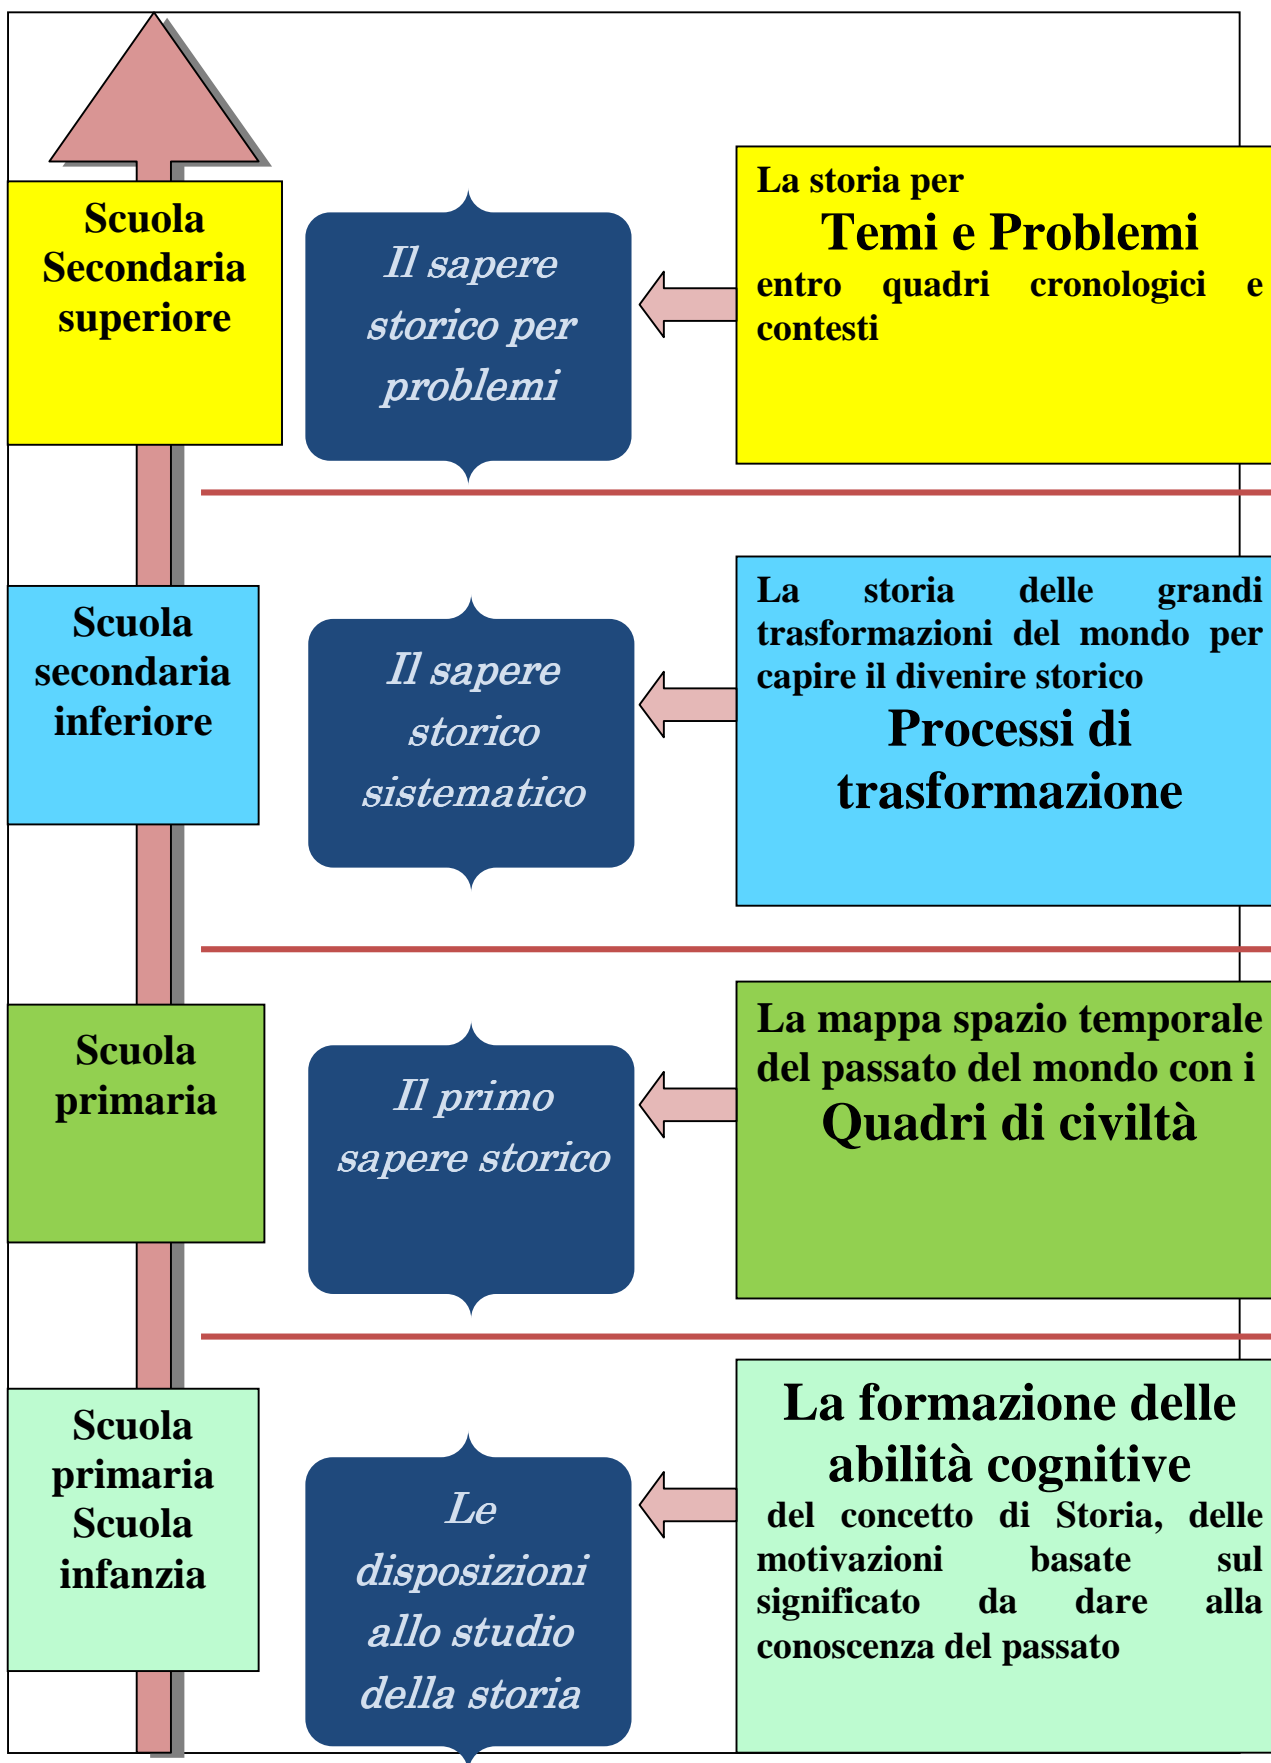 Scuola
Secondaria
superiore
Il sapere
storico per
problemi
La storia per
Temi e Problemi
entro quadri cronologici e
contesti
Scuola
secondaria
inferiore
Il sapere
storico
sistematico
La storia delle grandi
trasformazioni del mondo per
capire il divenire storico
Processi di
trasformazione
Scuola
primaria
Il primo
sapere storico
La mappa spazio temporale
del passato del mondo con i
Quadri di civiltà
Scuola
primaria
Scuola
infanzia
Le
disposizioni
allo studio
della storia
La formazione delle
abilità cognitive
del concetto di Storia, delle
motivazioni basate sul
significato da dare alla
conoscenza del passato